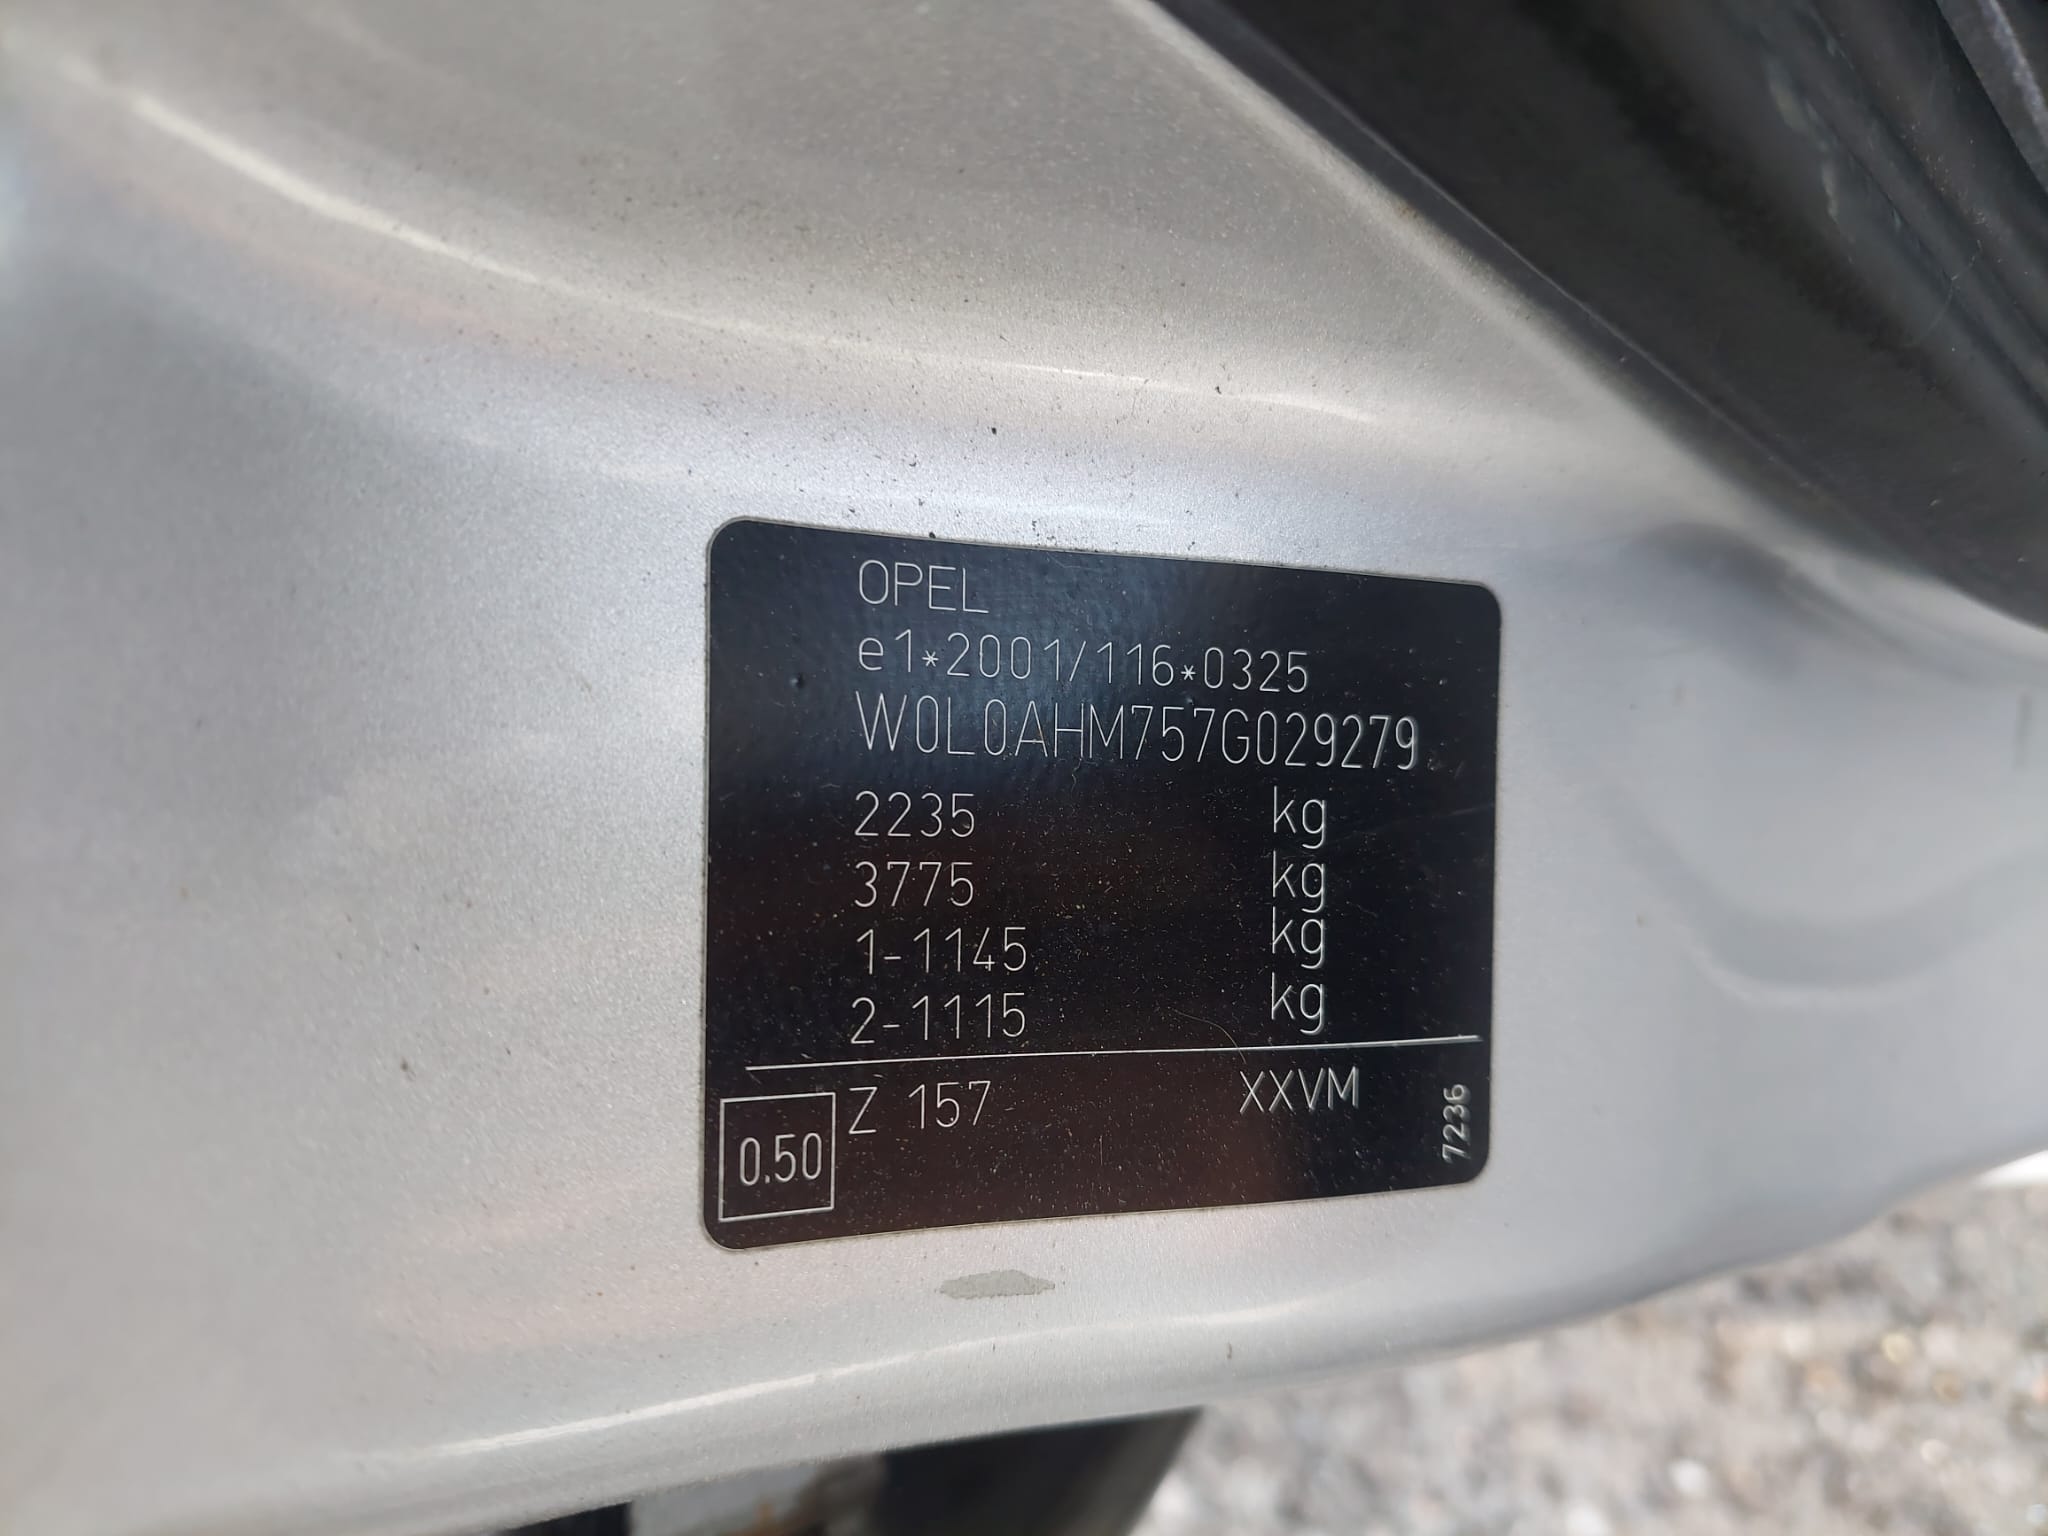 OPEL
e1*2001/116*0325
W0L0AHM757G029279
2235 kg
3775 kg
1-1145 kg
2-1115 kg
Z 157 XXVM
0.50
7236